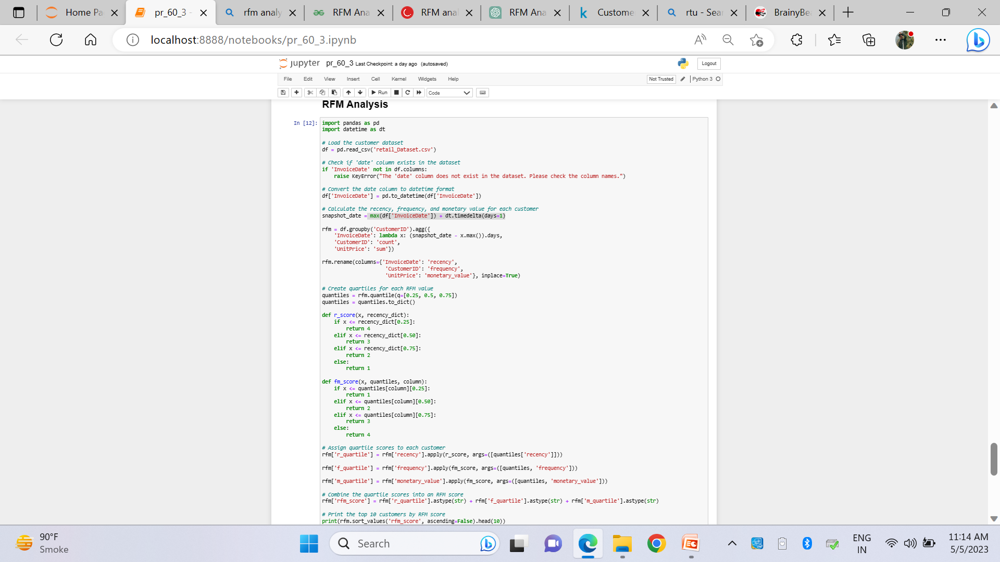 Home Pa
pr_60_3 -
rfm analy
RFM Ana
RFM anal
RFM Ana
k
Custome
rtu - Sear
BrainyBe
localhost:8888/notebooks/pr_60_3.ipynb
jupyter pr_60_3 Last Checkpoint: a day ago (autosaved)
Logout
File Edit View Insert Cell Kernel Widgets Help
Not Trusted
Python 3
Run
Code
RFM Analysis
In [12]:
import pandas as pd
import datetime as dt
# Load the customer dataset
df = pd.read_csv('retail_Dataset.csv')
# Check if 'date' column exists in the dataset
if 'InvoiceDate' not in df.columns:
    raise KeyError("The 'date' column does not exist in the dataset. Please check the column names.")
# Convert the date column to datetime format
df['InvoiceDate'] = pd.to_datetime(df['InvoiceDate'])
# Calculate the recency, frequency, and monetary value for each customer
snapshot_date = max(df['InvoiceDate']) + dt.timedelta(days=1)
rfm = df.groupby('CustomerID').agg({
    'InvoiceDate': lambda x: (snapshot_date - x.max()).days,
    'CustomerID': 'count',
    'UnitPrice': 'sum'})
rfm.rename(columns={'InvoiceDate': 'recency',
                     'CustomerID': 'frequency',
                     'UnitPrice': 'monetary_value'}, inplace=True)
# Create quartiles for each RFM value
quantiles = rfm.quantile(q=[0.25, 0.5, 0.75])
quantiles = quantiles.to_dict()
def r_score(x, recency_dict):
    if x <= recency_dict[0.25]:
        return 4
    elif x <= recency_dict[0.50]:
        return 3
    elif x <= recency_dict[0.75]:
        return 2
    else:
        return 1
def fm_score(x, quantiles, column):
    if x <= quantiles[column][0.25]:
        return 1
    elif x <= quantiles[column][0.50]:
        return 2
    elif x <= quantiles[column][0.75]:
        return 3
    else:
        return 4
# Assign quartile scores to each customer
rfm['r_quartile'] = rfm['recency'].apply(r_score, args=([quantiles['recency']]))
rfm['f_quartile'] = rfm['frequency'].apply(fm_score, args=([quantiles, 'frequency']))
rfm['m_quartile'] = rfm['monetary_value'].apply(fm_score, args=([quantiles, 'monetary_value']))
# Combine the quartile scores into an RFM score
rfm['rfm_score'] = rfm['r_quartile'].astype(str) + rfm['f_quartile'].astype(str) + rfm['m_quartile'].astype(str)
# Print the top 10 customers by RFM score
print(rfm.sort_values('rfm_score', ascending=False).head(10))
90°F
Smoke
Search
ENG
IN
11:14 AM
5/5/2023